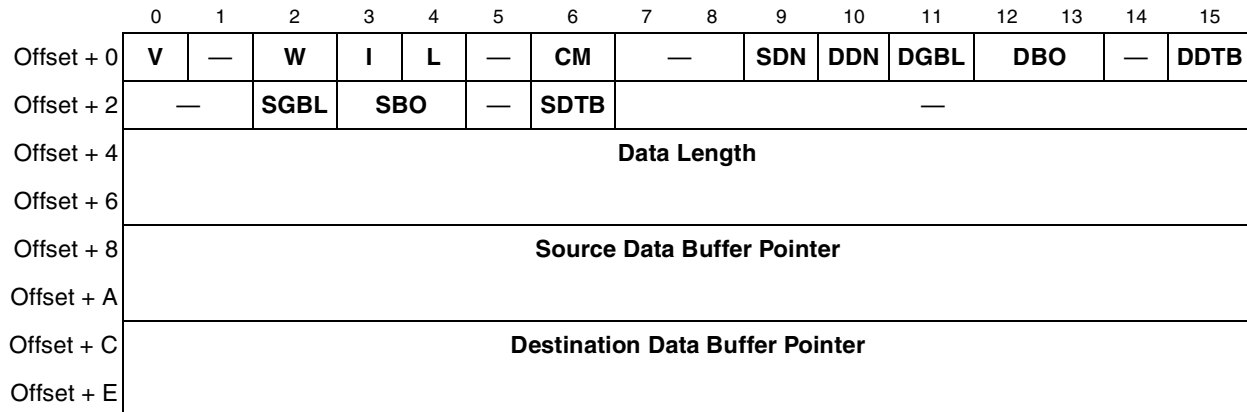 0 1 2 3 4 5 6 7 8 9 10 11 12 13 14 15
Offset + 0 V — W I L — CM — SDN DDN DGBL DBO — DDTB
Offset + 2 — SGBL SBO — SDTB —
Offset + 4 Data Length
Offset + 6
Offset + 8 Source Data Buffer Pointer
Offset + A
Offset + C Destination Data Buffer Pointer
Offset + E